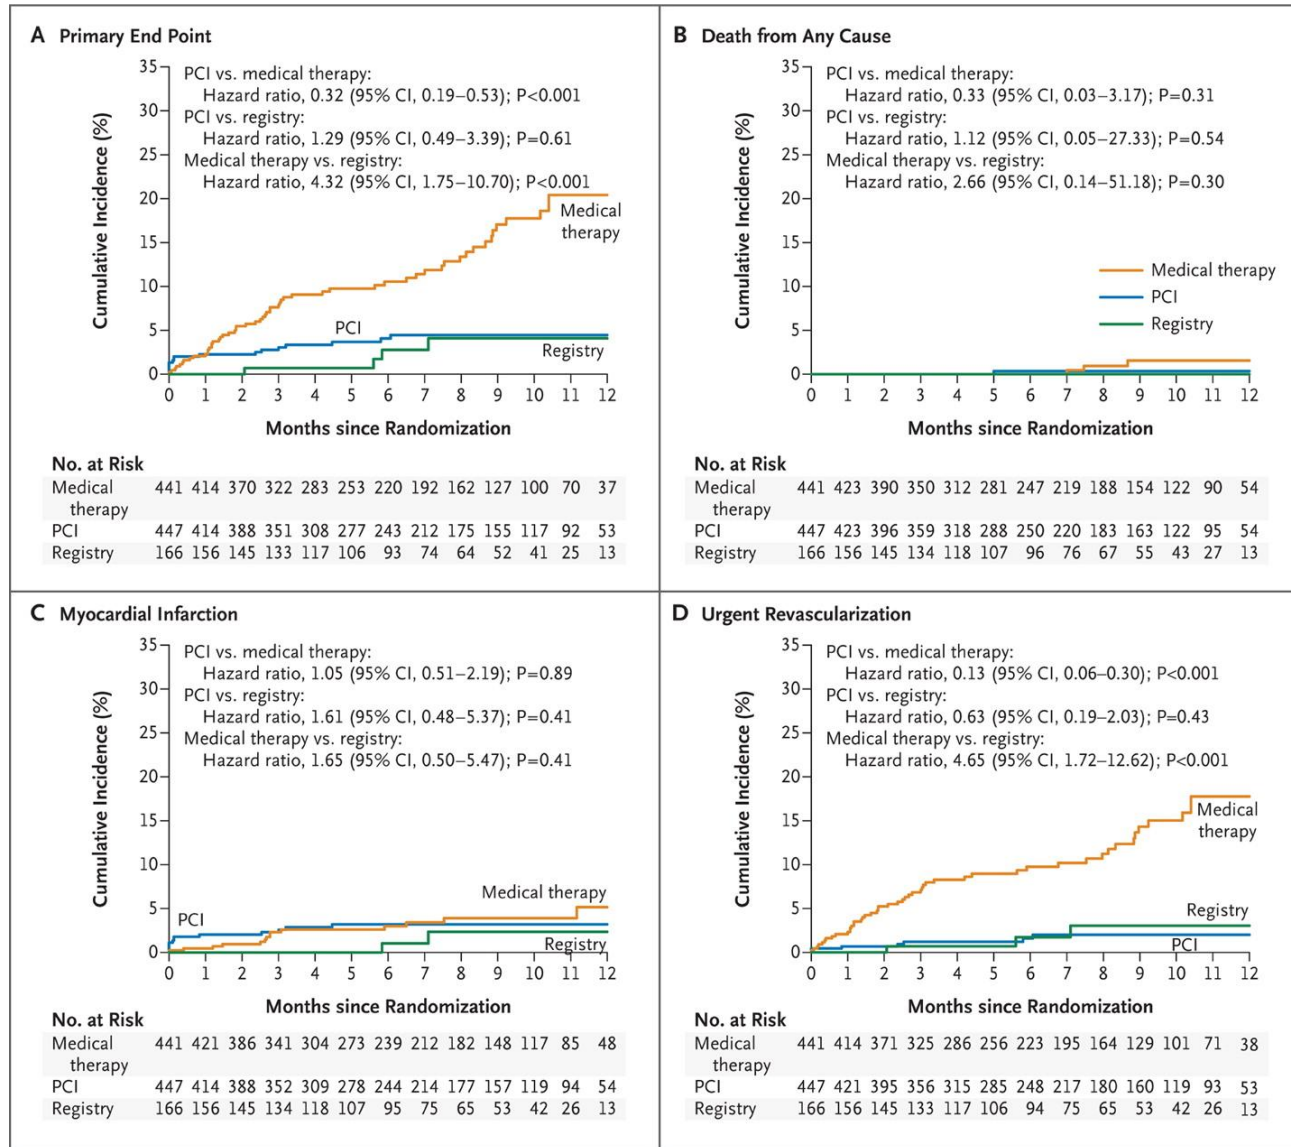 A Primary End Point
Cumulative Incidence (%)
35
30
25
20
15
10
5
0
PCI vs. medical therapy:
Hazard ratio, 0.32 (95% CI, 0.19–0.53); P<0.001
PCI vs. registry:
Hazard ratio, 1.29 (95% CI, 0.49–3.39); P=0.61
Medical therapy vs. registry:
Hazard ratio, 4.32 (95% CI, 1.75–10.70); P<0.001
Medical
therapy
PCI
Registry
0 1 2 3 4 5 6 7 8 9 10 11 12
Months since Randomization
No. at Risk
Medical 441 414 370 322 283 253 220 192 162 127 100 70 37
therapy
PCI 447 414 388 351 308 277 243 212 175 155 117 92 53
Registry 166 156 145 133 117 106 93 74 64 52 41 25 13
B Death from Any Cause
Cumulative Incidence (%)
35
30
25
20
15
10
5
0
PCI vs. medical therapy:
Hazard ratio, 0.33 (95% CI, 0.03–3.17); P=0.31
PCI vs. registry:
Hazard ratio, 1.12 (95% CI, 0.05–27.33); P=0.54
Medical therapy vs. registry:
Hazard ratio, 2.66 (95% CI, 0.14–51.18); P=0.30
Medical therapy
PCI
Registry
0 1 2 3 4 5 6 7 8 9 10 11 12
Months since Randomization
No. at Risk
Medical 441 423 390 350 312 281 247 219 188 154 122 90 54
therapy
PCI 447 423 396 359 318 288 250 220 183 163 122 95 54
Registry 166 156 145 134 118 107 96 76 67 55 43 27 13
C Myocardial Infarction
Cumulative Incidence (%)
35
30
25
20
15
10
5
0
PCI vs. medical therapy:
Hazard ratio, 1.05 (95% CI, 0.51–2.19); P=0.89
PCI vs. registry:
Hazard ratio, 1.61 (95% CI, 0.48–5.37); P=0.41
Medical therapy vs. registry:
Hazard ratio, 1.65 (95% CI, 0.50–5.47); P=0.41
Medical therapy
PCI
Registry
0 1 2 3 4 5 6 7 8 9 10 11 12
Months since Randomization
No. at Risk
Medical 441 421 386 341 304 273 239 212 182 148 117 85 48
therapy
PCI 447 414 388 352 309 278 244 214 177 157 119 94 54
Registry 166 156 145 134 118 107 95 75 65 53 42 26 13
D Urgent Revascularization
Cumulative Incidence (%)
35
30
25
20
15
10
5
0
PCI vs. medical therapy:
Hazard ratio, 0.13 (95% CI, 0.06–0.30); P<0.001
PCI vs. registry:
Hazard ratio, 0.63 (95% CI, 0.19–2.03); P=0.43
Medical therapy vs. registry:
Hazard ratio, 4.65 (95% CI, 1.72–12.62); P<0.001
Medical
therapy
Registry
PCI
0 1 2 3 4 5 6 7 8 9 10 11 12
Months since Randomization
No. at Risk
Medical 441 414 371 325 286 256 223 195 164 129 101 71 38
therapy
PCI 447 421 395 356 315 285 248 217 180 160 119 93 53
Registry 166 156 145 133 117 106 94 75 65 53 42 26 13